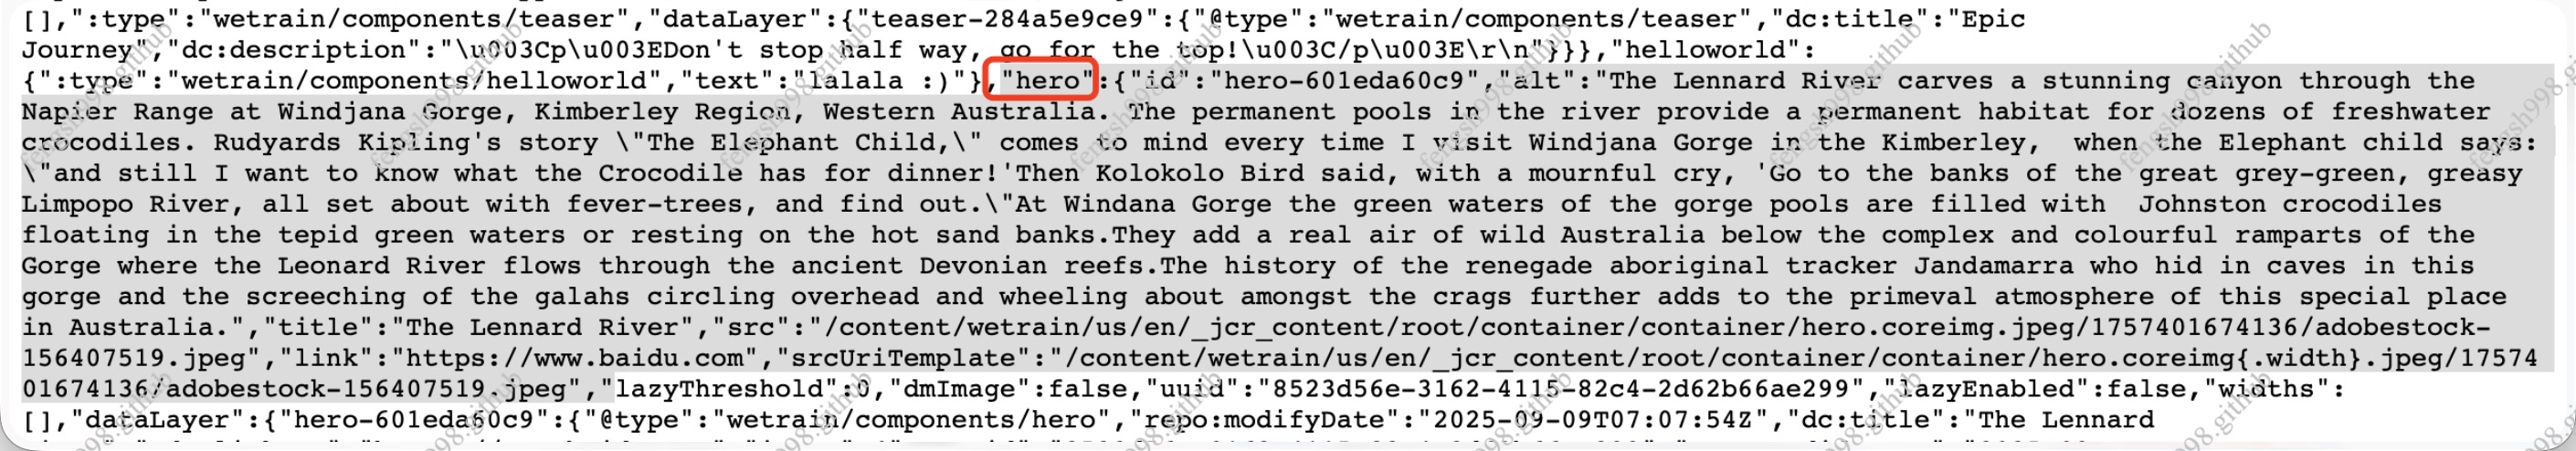 [],":type":"wetrain/components/teaser","dataLayer":{"teaser-284a5e9ce9":{"@type":"wetrain/components/teaser","dc:title":"Epic
Journey","dc:description":"\u003Cp\u003EDon't stop half way, go for the top!\u003C/p\u003E\r\n"}}},"helloworld":
{":type":"wetrain/components/helloworld","text":"lalala :)"},"hero":{"id":"hero-601eda60c9","alt":"The Lennard River carves a stunning canyon through the
Napier Range at Windjana Gorge, Kimberley Region, Western Australia. The permanent pools in the river provide a permanent habitat for dozens of freshwater
crocodiles. Rudyards Kipling's story \"The Elephant Child,\" comes to mind every time I visit Windjana Gorge in the Kimberley,  when the Elephant child says:
\"and still I want to know what the Crocodile has for dinner!'Then Kolokolo Bird said, with a mournful cry, 'Go to the banks of the great grey-green, greasy
Limpopo River, all set about with fever-trees, and find out.\"At Windana Gorge the green waters of the gorge pools are filled with  Johnston crocodiles
floating in the tepid green waters or resting on the hot sand banks.They add a real air of wild Australia below the complex and colourful ramparts of the
Gorge where the Leonard River flows through the ancient Devonian reefs.The history of the renegade aboriginal tracker Jandamarra who hid in caves in this
gorge and the screeching of the galahs circling overhead and wheeling about amongst the crags further adds to the primeval atmosphere of this special place
in Australia.","title":"The Lennard River","src":"/content/wetrain/us/en/_jcr_content/root/container/container/hero.coreimg.jpeg/1757401674136/adobestock-
156407519.jpeg","link":"https://www.baidu.com","srcUriTemplate":"/content/wetrain/us/en/_jcr_content/root/container/container/hero.coreimg{.width}.jpeg/17574
01674136/adobestock-156407519.jpeg","lazyThreshold":0,"dmImage":false,"uuid":"8523d56e-3162-4115-82c4-2d62b66ae299","lazyEnabled":false,"widths":
[],"dataLayer":{"hero-601eda60c9":{"@type":"wetrain/components/hero","repo:modifyDate":"2025-09-09T07:07:54Z","dc:title":"The Lennard